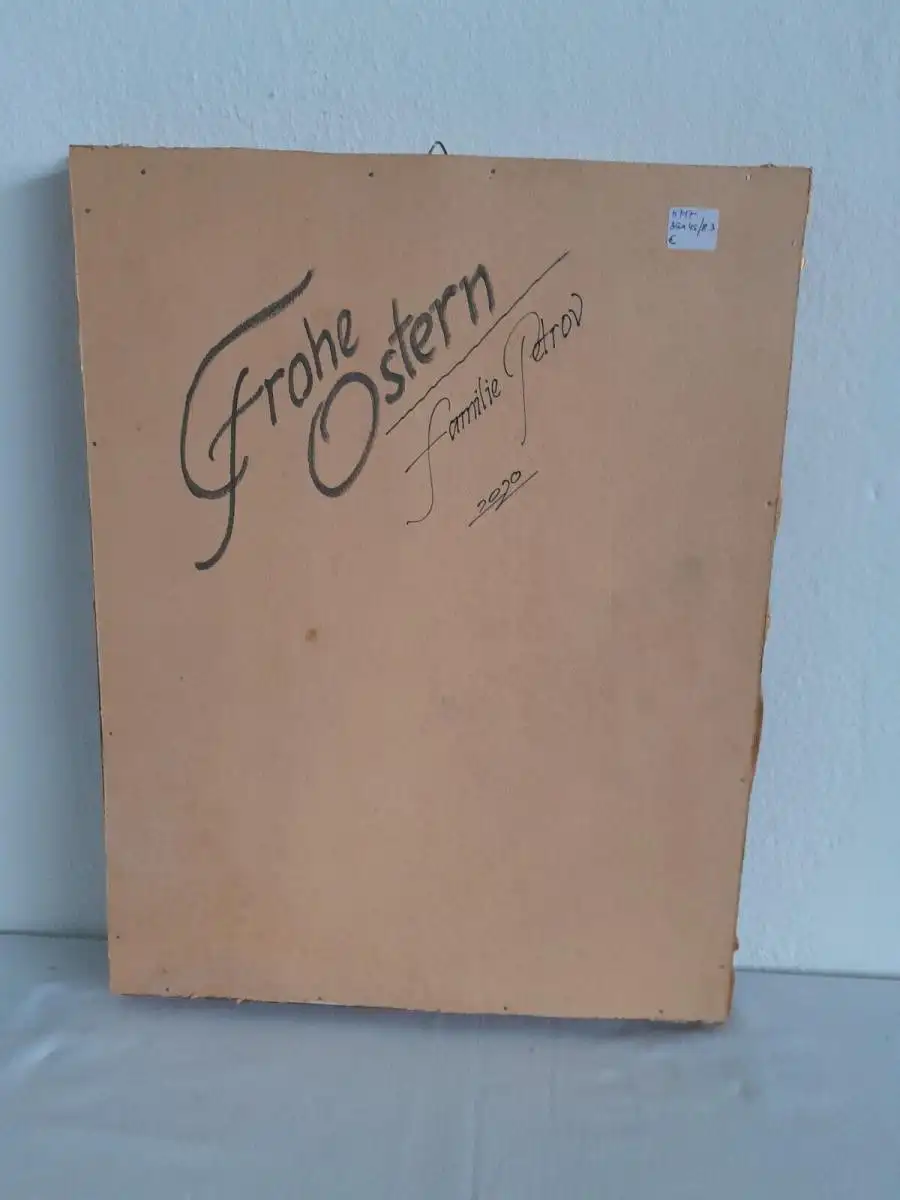 Frohe
Ostern
Familie Petrov
2020
€